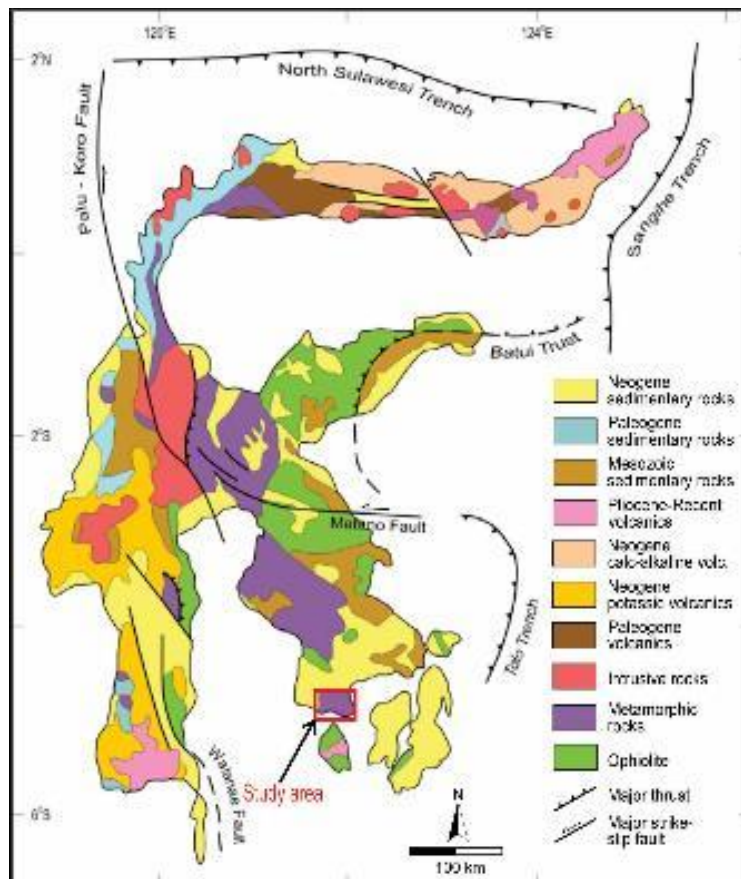 120°E
124°E
2°N
North Sulawesi Trench
Palu - Koro Fault
Sangihe Trench
Batui Trust
2°S
Matano Fault
Tolo Trench
Walanae Fault
Study area
6°S
N
100 km
Neogene
sedimentary rocks
Paleogene
sedimentary rocks
Mesozoic
sedimentary rocks
Pliocene-Recent
volcanics
Neogene
calc-alkaline volc.
Neogene
potassic volcanics
Paleogene
volcanics
Intrusive rocks
Metamorphic
rocks
Ophiolite
Major thrust
Major strike-
slip fault